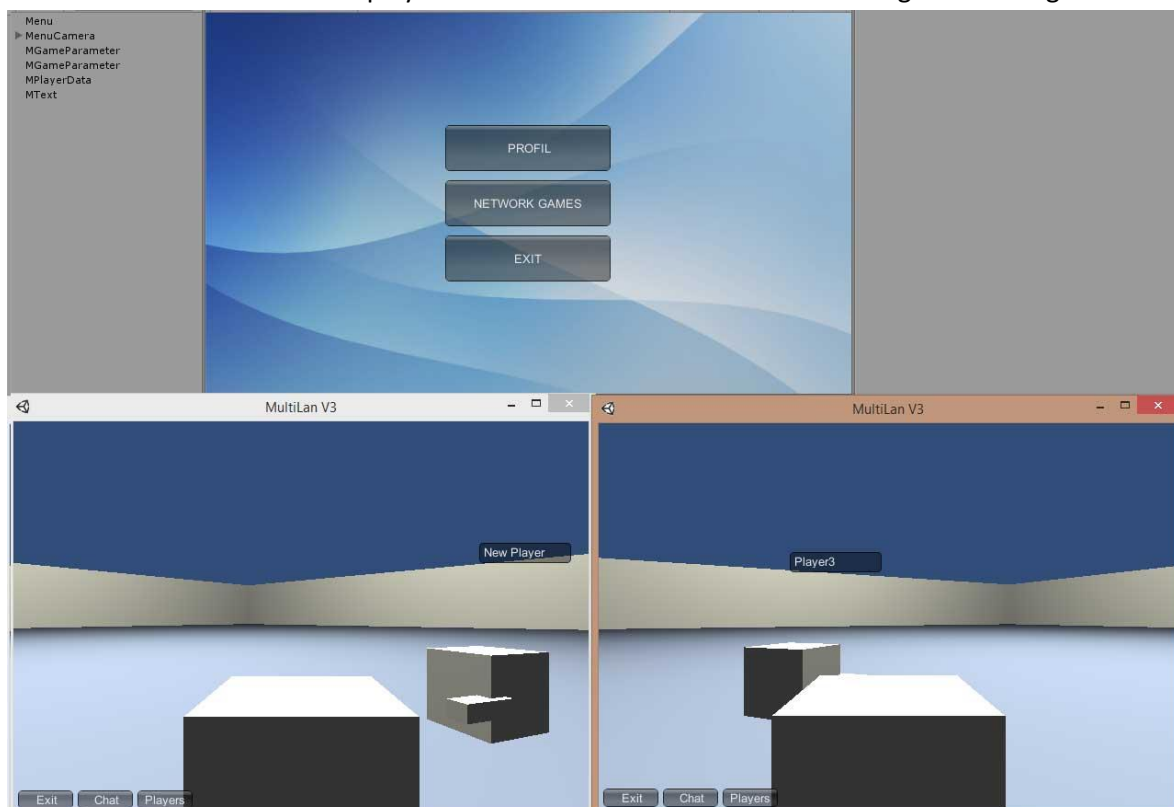 Menu
MenuCamera
MGameParameter
MGameParameter
MPlayerData
MText
PROFIL
NETWORK GAMES
EXIT
MultiLan V3
New Player
Exit Chat Players
MultiLan V3
Player3
Exit Chat Players